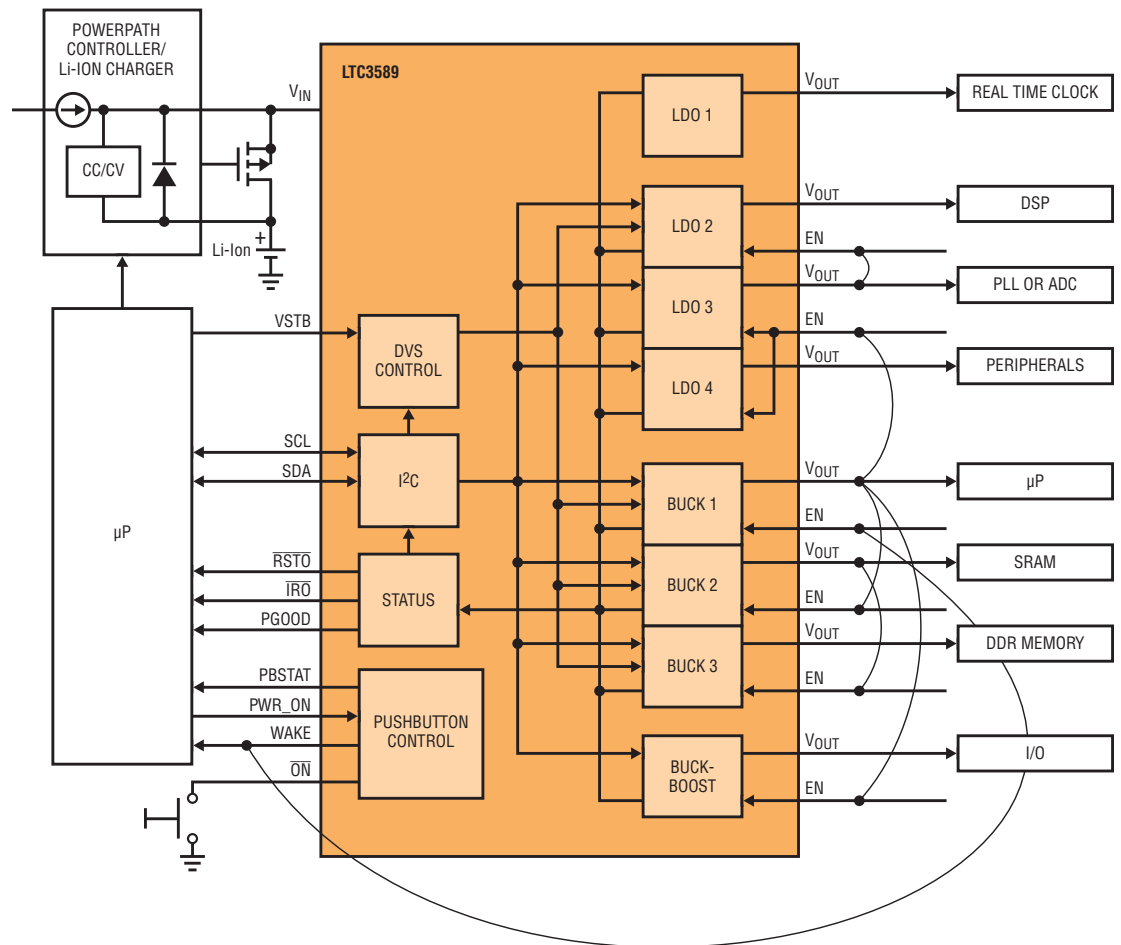 POWERPATH
CONTROLLER/
Li-ION CHARGER
CC/CV
Li-Ion
+
VIN
LTC3589
µP
VSTB
SCL
SDA
RSTO
IRO
PGOOD
PBSTAT
PWR_ON
WAKE
ON
DVS
CONTROL
I2C
STATUS
PUSHBUTTON
CONTROL
LDO 1
LDO 2
LDO 3
LDO 4
BUCK 1
BUCK 2
BUCK 3
BUCK-
BOOST
VOUT
REAL TIME CLOCK
VOUT
DSP
EN
VOUT
PLL OR ADC
EN
VOUT
PERIPHERALS
VOUT
µP
EN
VOUT
SRAM
EN
VOUT
DDR MEMORY
EN
VOUT
I/O
EN